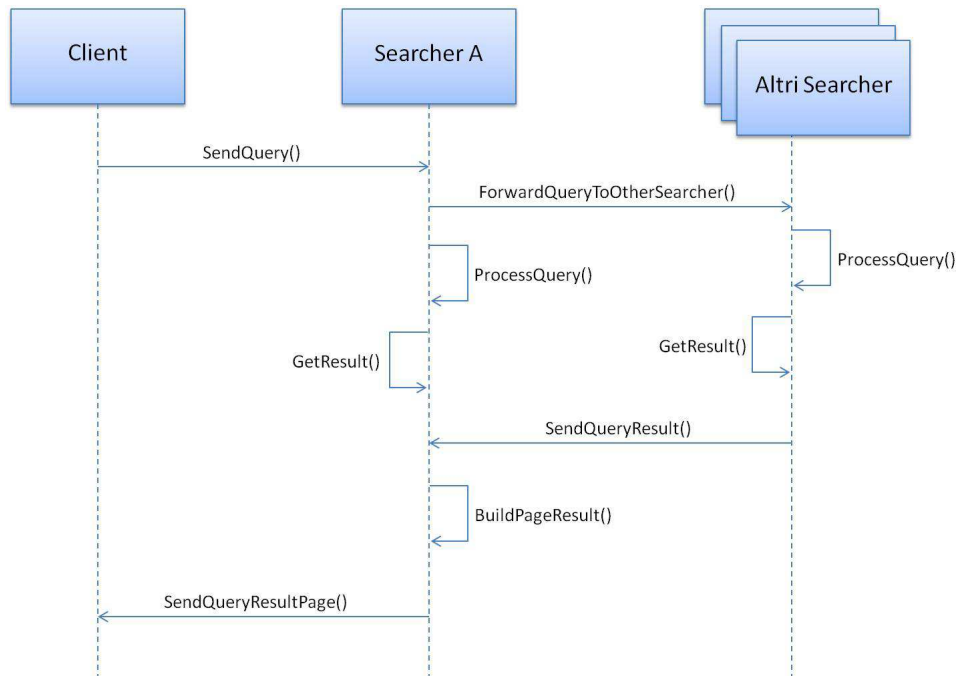 Client
Searcher A
Altri Searcher
SendQuery()
ForwardQueryToOtherSearcher()
ProcessQuery()
ProcessQuery()
GetResult()
GetResult()
SendQueryResult()
BuildPageResult()
SendQueryResultPage()